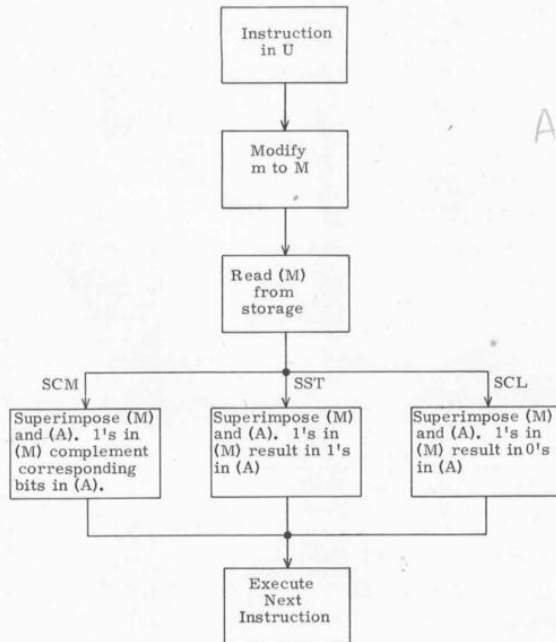 Instruction
in U
A
Modify
m to M
Read (M)
from
storage
SCM
SST
SCL
Superimpose (M)
and (A). 1's in
(M) complement
corresponding
bits in (A).
Superimpose (M)
and (A). 1's in
(M) result in 1's
in (A)
Superimpose (M)
and (A). 1's in
(M) result in 0's
in (A)
Execute
Next
Instruction